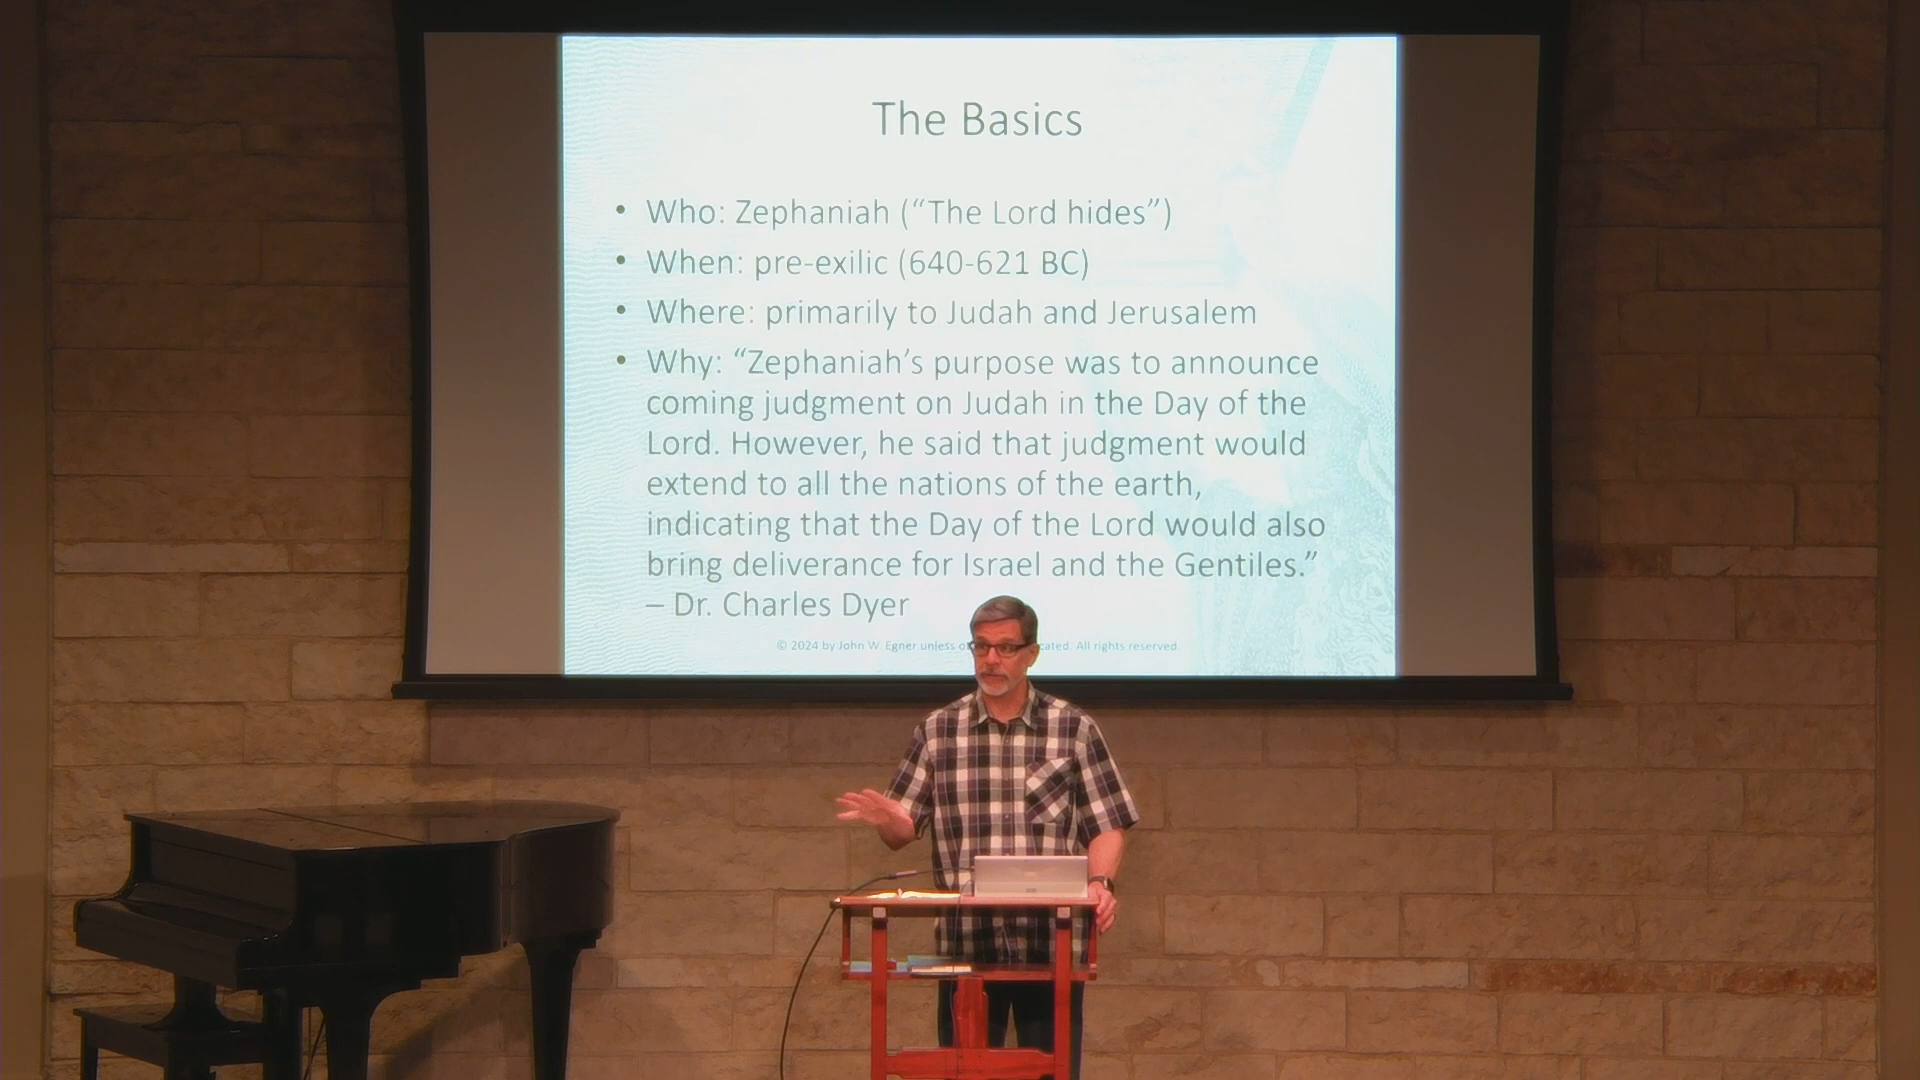 The Basics
• Who: Zephaniah (“The Lord hides”)
• When: pre-exilic (640-621 BC)
• Where: primarily to Judah and Jerusalem
• Why: “Zephaniah’s purpose was to announce
coming judgment on Judah in the Day of the
Lord. However, he said that judgment would
extend to all the nations of the earth,
indicating that the Day of the Lord would also
bring deliverance for Israel and the Gentiles.”
– Dr. Charles Dyer
© 2024 by John W. Egner unless All rights reserved.